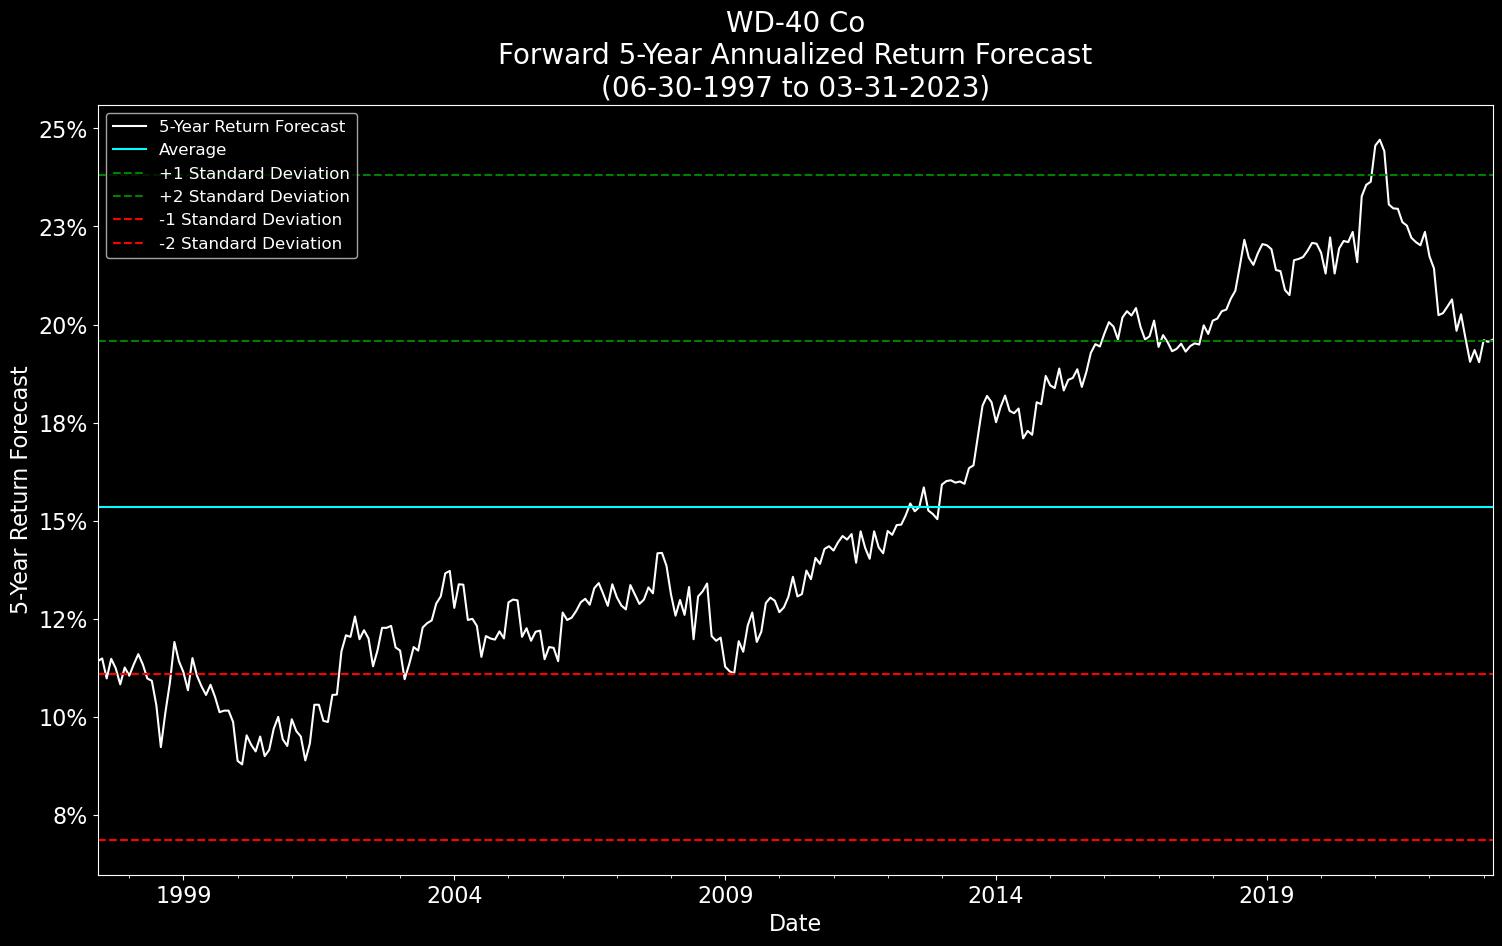 WD-40 Co
Forward 5-Year Annualized Return Forecast
(06-30-1997 to 03-31-2023)
5-Year Return Forecast
Average
+1 Standard Deviation
+2 Standard Deviation
-1 Standard Deviation
-2 Standard Deviation
25%
23%
20%
18%
15%
12%
10%
8%
5-Year Return Forecast
1999
2004
2009
2014
2019
Date